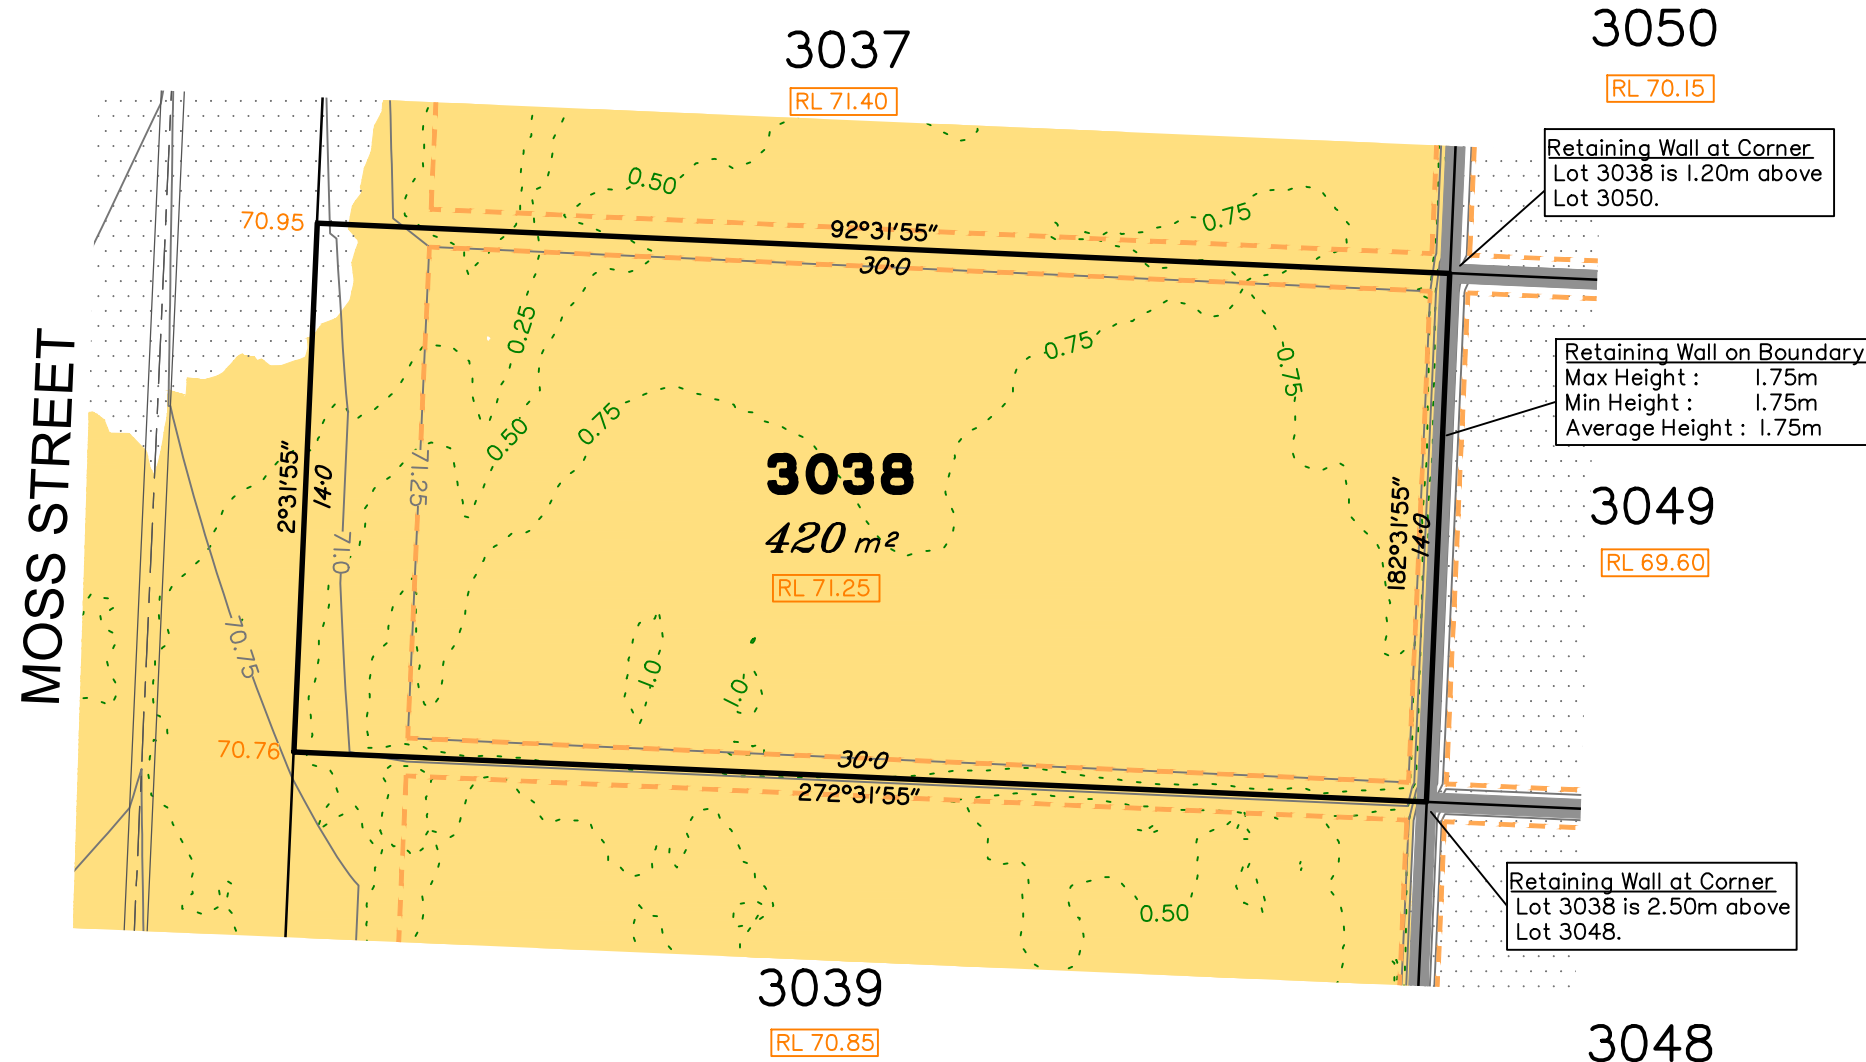 3037
RL 71.40
3050
RL 70.15
Retaining Wall at Corner
Lot 3038 is 1.20m above
Lot 3050.
0.50
0.75
70.95
92°31'55"
30·0
0.25
0.75
0.75
Retaining Wall on Boundary
Max Height : 1.75m
Min Height : 1.75m
Average Height : 1.75m
MOSS STREET
2°31'55"
14·0
71.0
71.25
0.50
0.75
3038
420 m²
RL 71.25
182°31'55"
14·0
3049
RL 69.60
70.75
1.0
1.0
70.76
30·0
272°31'55"
0.50
Retaining Wall at Corner
Lot 3038 is 2.50m above
Lot 3048.
3039
RL 70.85
3048